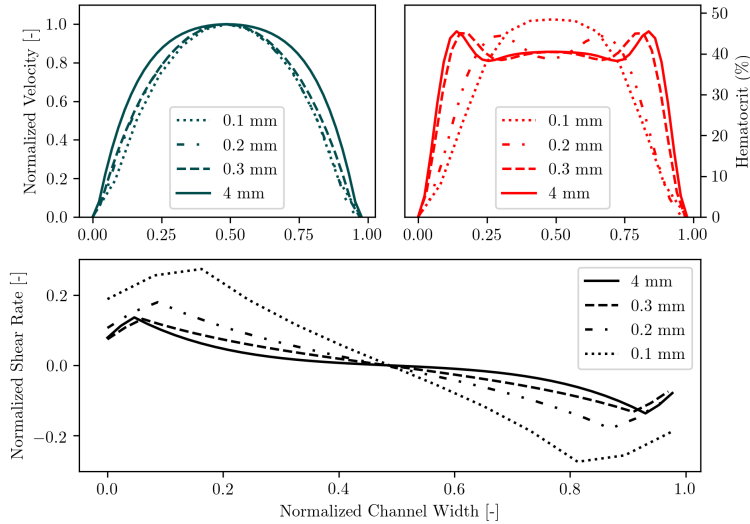 Normalized Velocity [-]
1.0
0.8
0.6
0.4
0.2
0.0
0.00
0.25
0.50
0.75
1.00
0.1 mm
0.2 mm
0.3 mm
4 mm
0.1 mm
0.2 mm
0.3 mm
4 mm
50
40
30
20
10
0
Hematocrit (%)
0.00
0.25
0.50
0.75
1.00
Normalized Shear Rate [-]
0.2
0.0
−0.2
4 mm
0.3 mm
0.2 mm
0.1 mm
0.0
0.2
0.4
0.6
0.8
1.0
Normalized Channel Width [-]